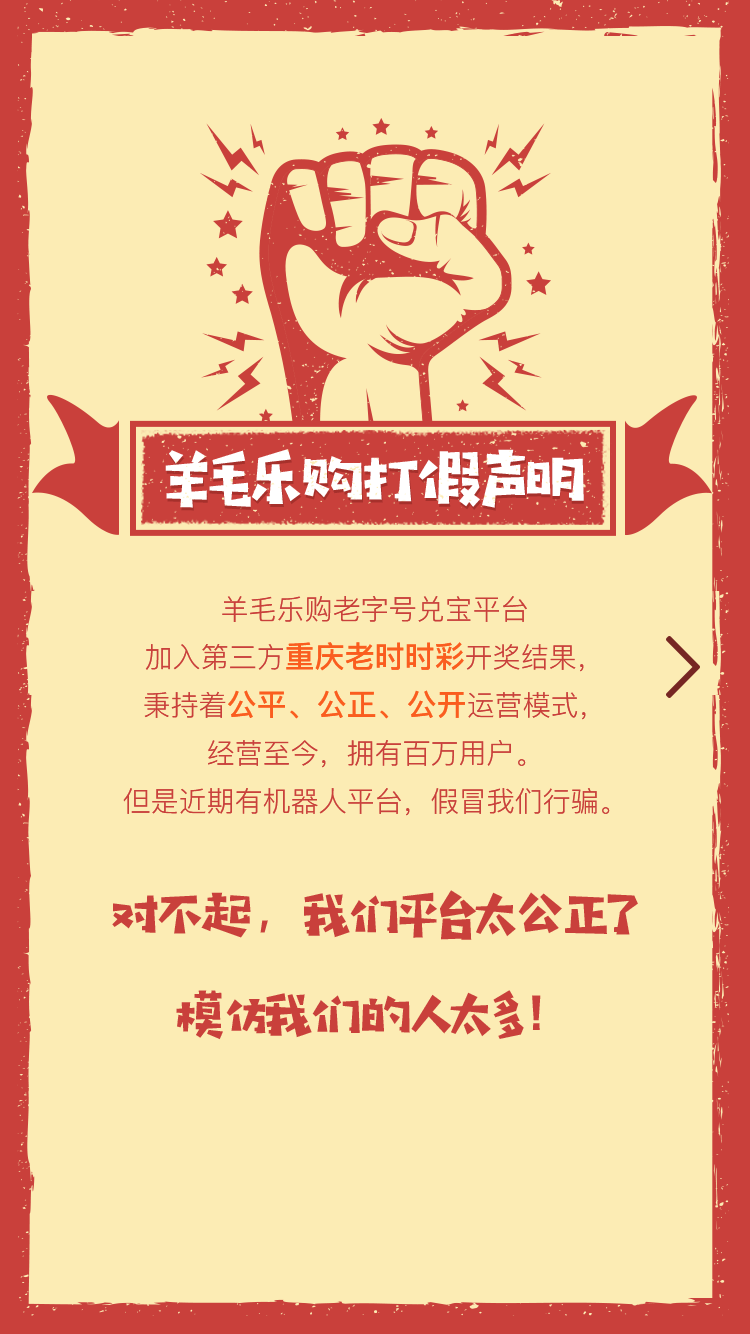 羊毛乐购打假声明
羊毛乐购老字号兑宝平台
加入第三方重庆老时时彩开奖结果，
秉持着公平、公正、公开运营模式，
经营至今，拥有百万用户。
但是近期有机器人平台，假冒我们行骗。
对不起，我们平台太公正了
模仿我们的人太多！